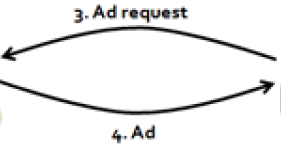 3. Ad request
4. Ad